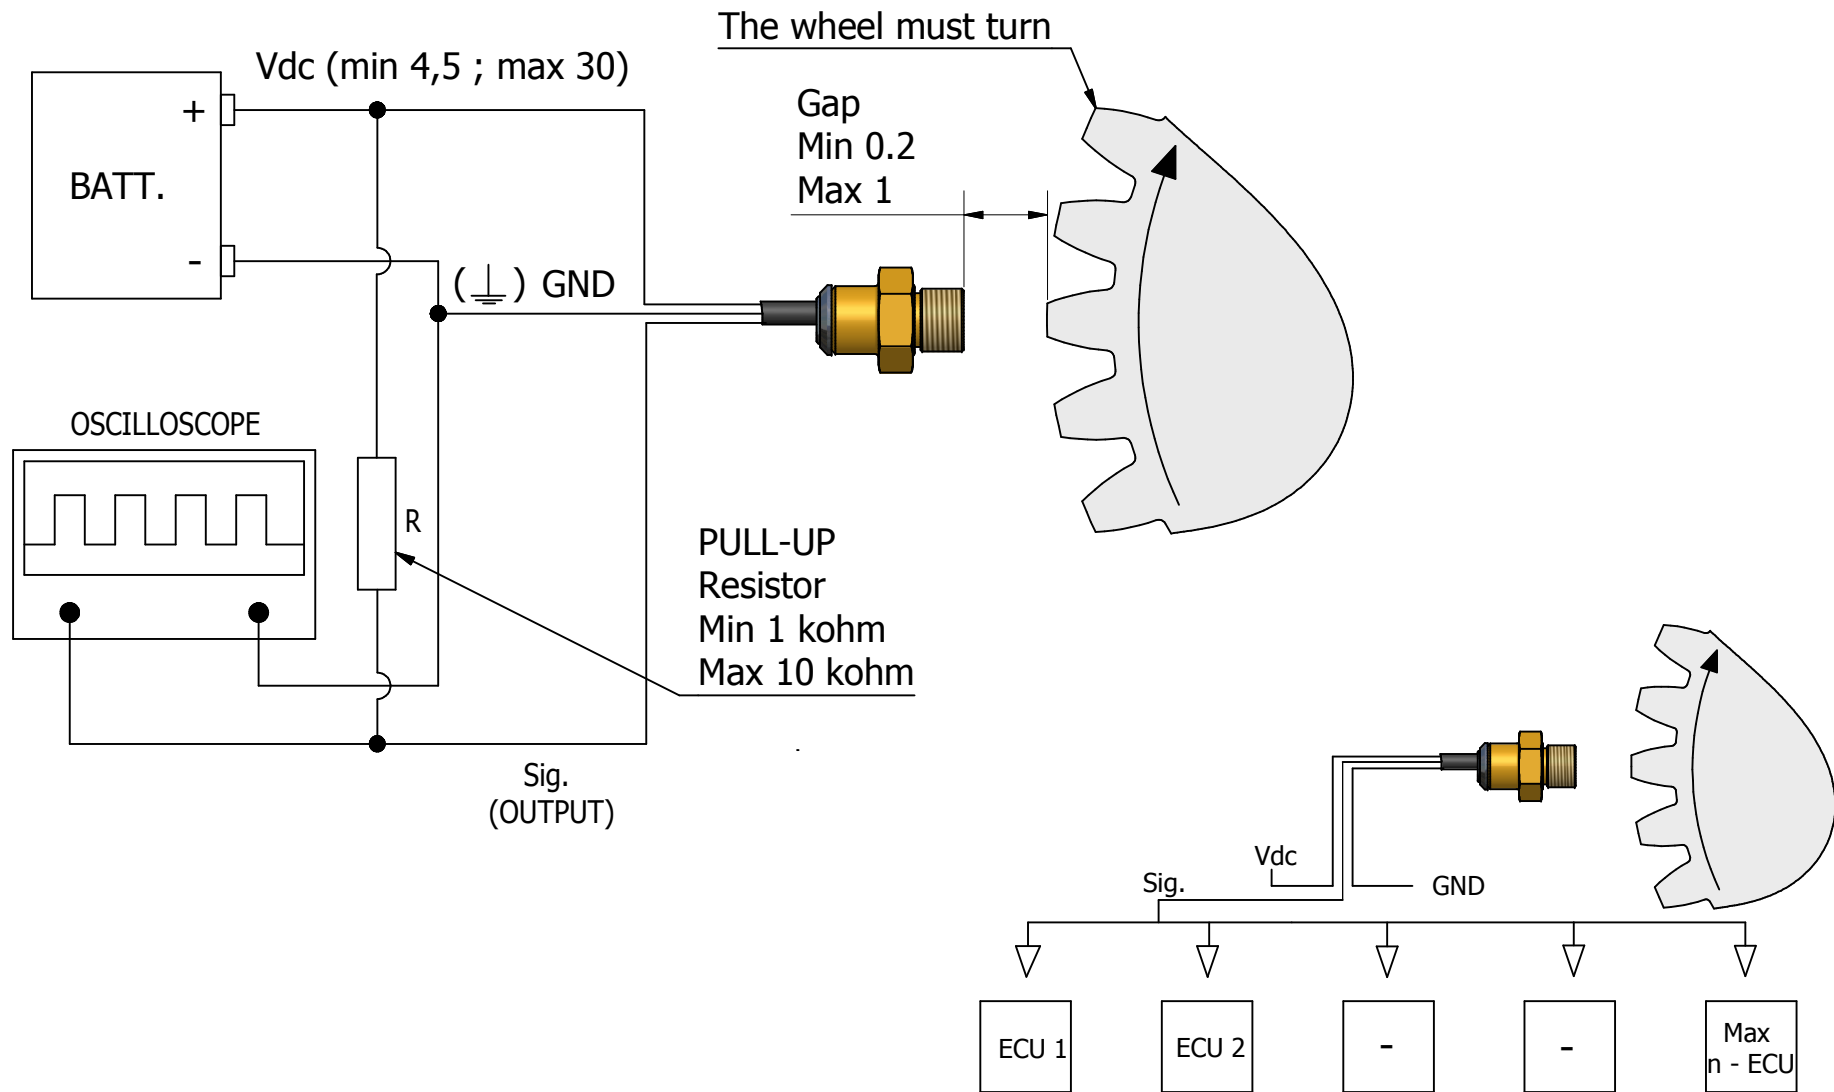 The wheel must turn
Vdc (min 4,5 ; max 30)
Gap
Min 0.2
Max 1
+
BATT.
-
(⏚) GND
OSCILLOSCOPE
R
PULL-UP
Resistor
Min 1 kohm
Max 10 kohm
Sig.
(OUTPUT)
Vdc
Sig.
GND
ECU 1
ECU 2
-
-
Max
n - ECU